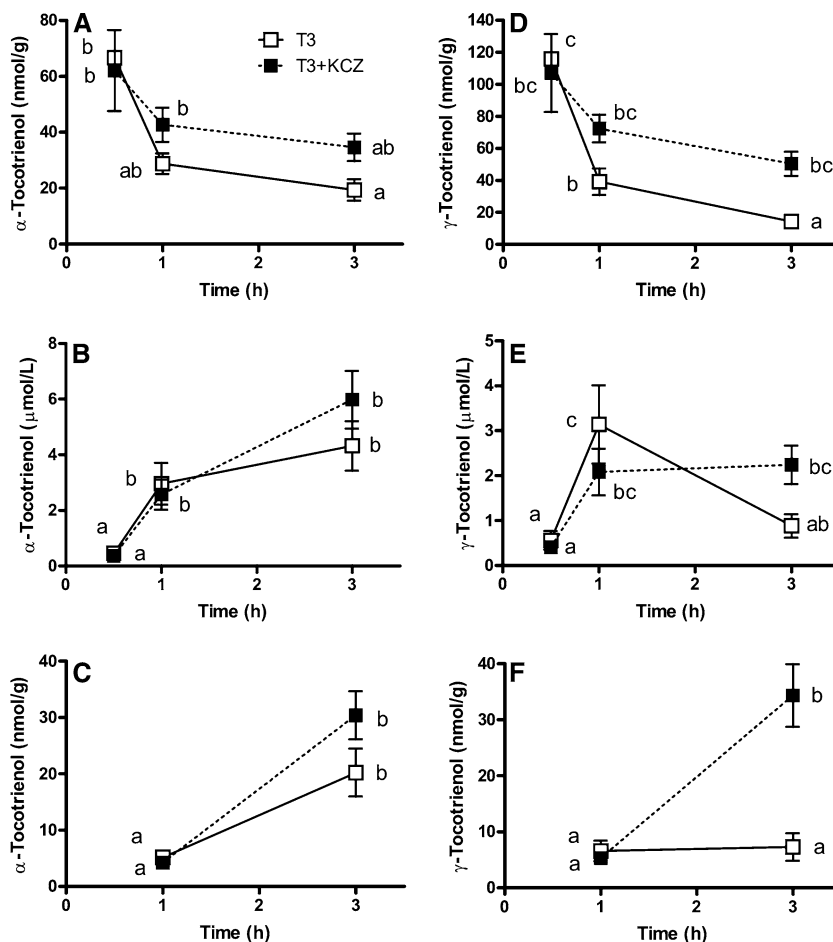 A
α-Tocotrienol (nmol/g)
80
60
40
20
0
b
b
b
ab
ab
a
T3
T3+KCZ
0 1 2 3
Time (h)
D
γ-Tocotrienol (nmol/g)
140
120
100
80
60
40
20
0
c
bc
bc
b
bc
a
0 1 2 3
Time (h)
B
α-Tocotrienol (μmol/L)
8
6
4
2
0
a
a
b
b
b
b
0 1 2 3
Time (h)
E
γ-Tocotrienol (μmol/L)
5
4
3
2
1
0
a
a
c
bc
bc
ab
0 1 2 3
Time (h)
C
α-Tocotrienol (nmol/g)
40
30
20
10
0
a
a
b
b
0 1 2 3
Time (h)
F
γ-Tocotrienol (nmol/g)
40
30
20
10
0
a
a
b
a
0 1 2 3
Time (h)